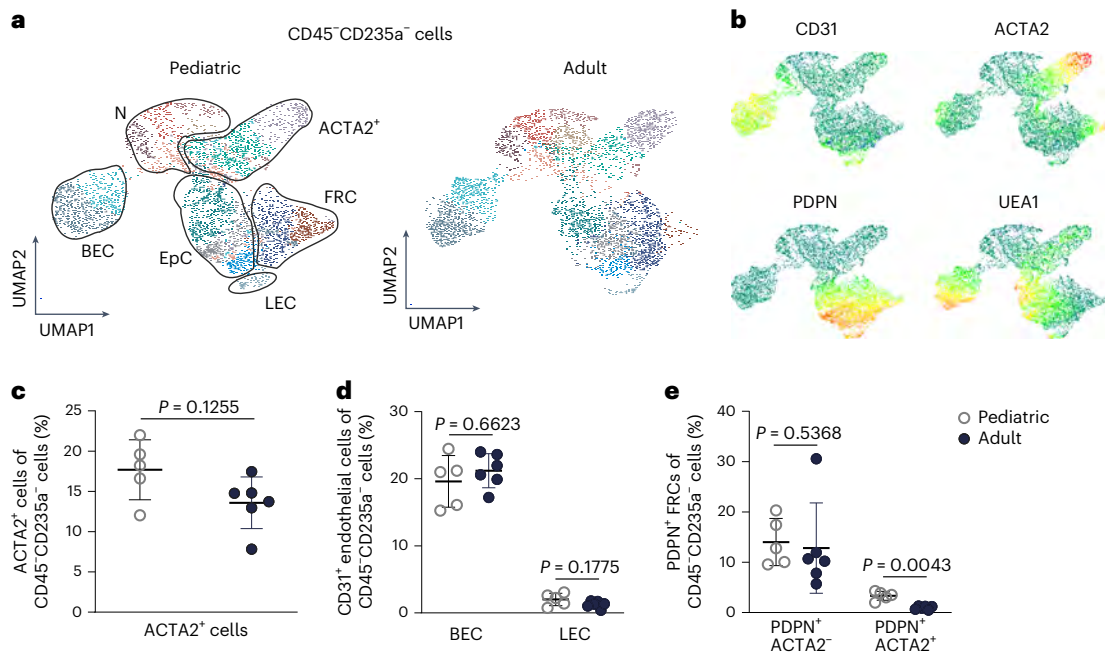 a
CD45⁻CD235a⁻ cells
Pediatric
Adult
N
ACTA2⁺
FRC
BEC
EpC
LEC
UMAP2
UMAP1
UMAP2
UMAP1
b
CD31
ACTA2
PDPN
UEA1
c
ACTA2⁺ cells of
CD45⁻CD235a⁻ cells (%)
25
20
15
10
5
0
P = 0.1255
ACTA2⁺ cells
d
CD31⁺ endothelial cells of
CD45⁻CD235a⁻ cells (%)
30
20
10
0
P = 0.6623
P = 0.1775
BEC
LEC
e
PDPN⁺ FRCs of
CD45⁻CD235a⁻ cells (%)
40
30
20
10
0
P = 0.5368
P = 0.0043
PDPN⁺
ACTA2⁻
PDPN⁺
ACTA2⁺
Pediatric
Adult